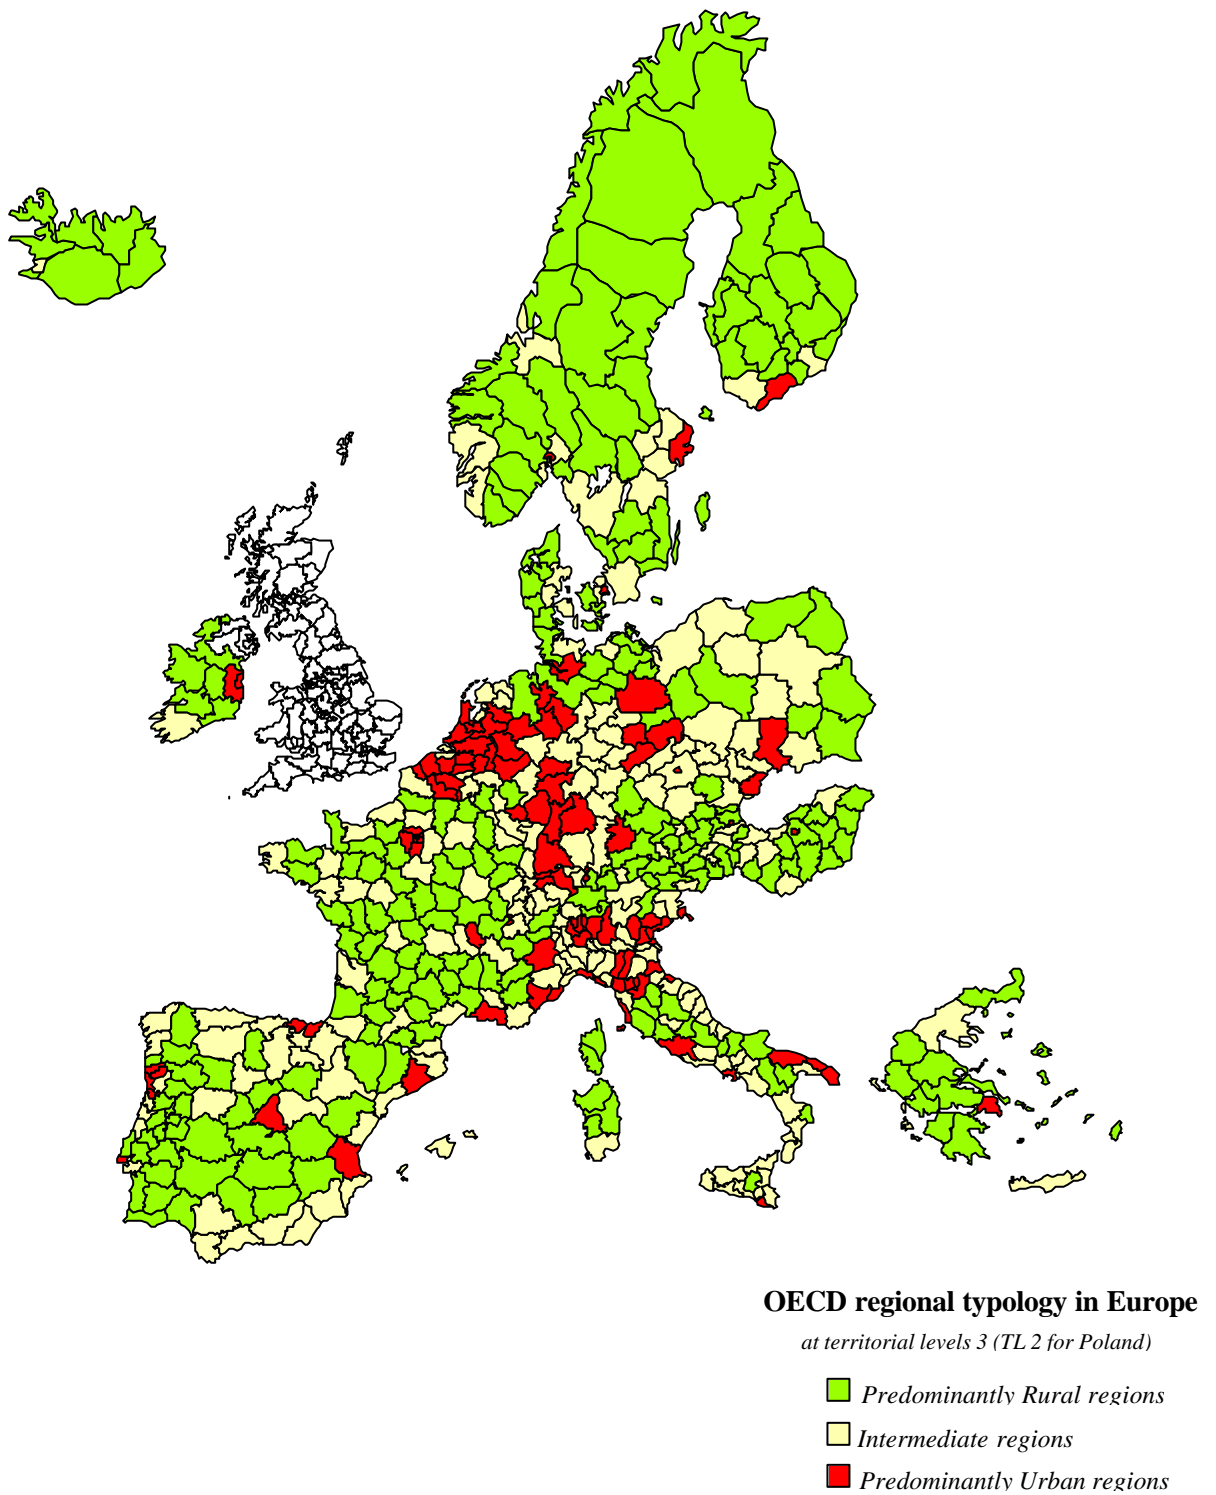 OECD regional typology in Europe
at territorial levels 3 (TL 2 for Poland)
Predominantly Rural regions
Intermediate regions
Predominantly Urban regions